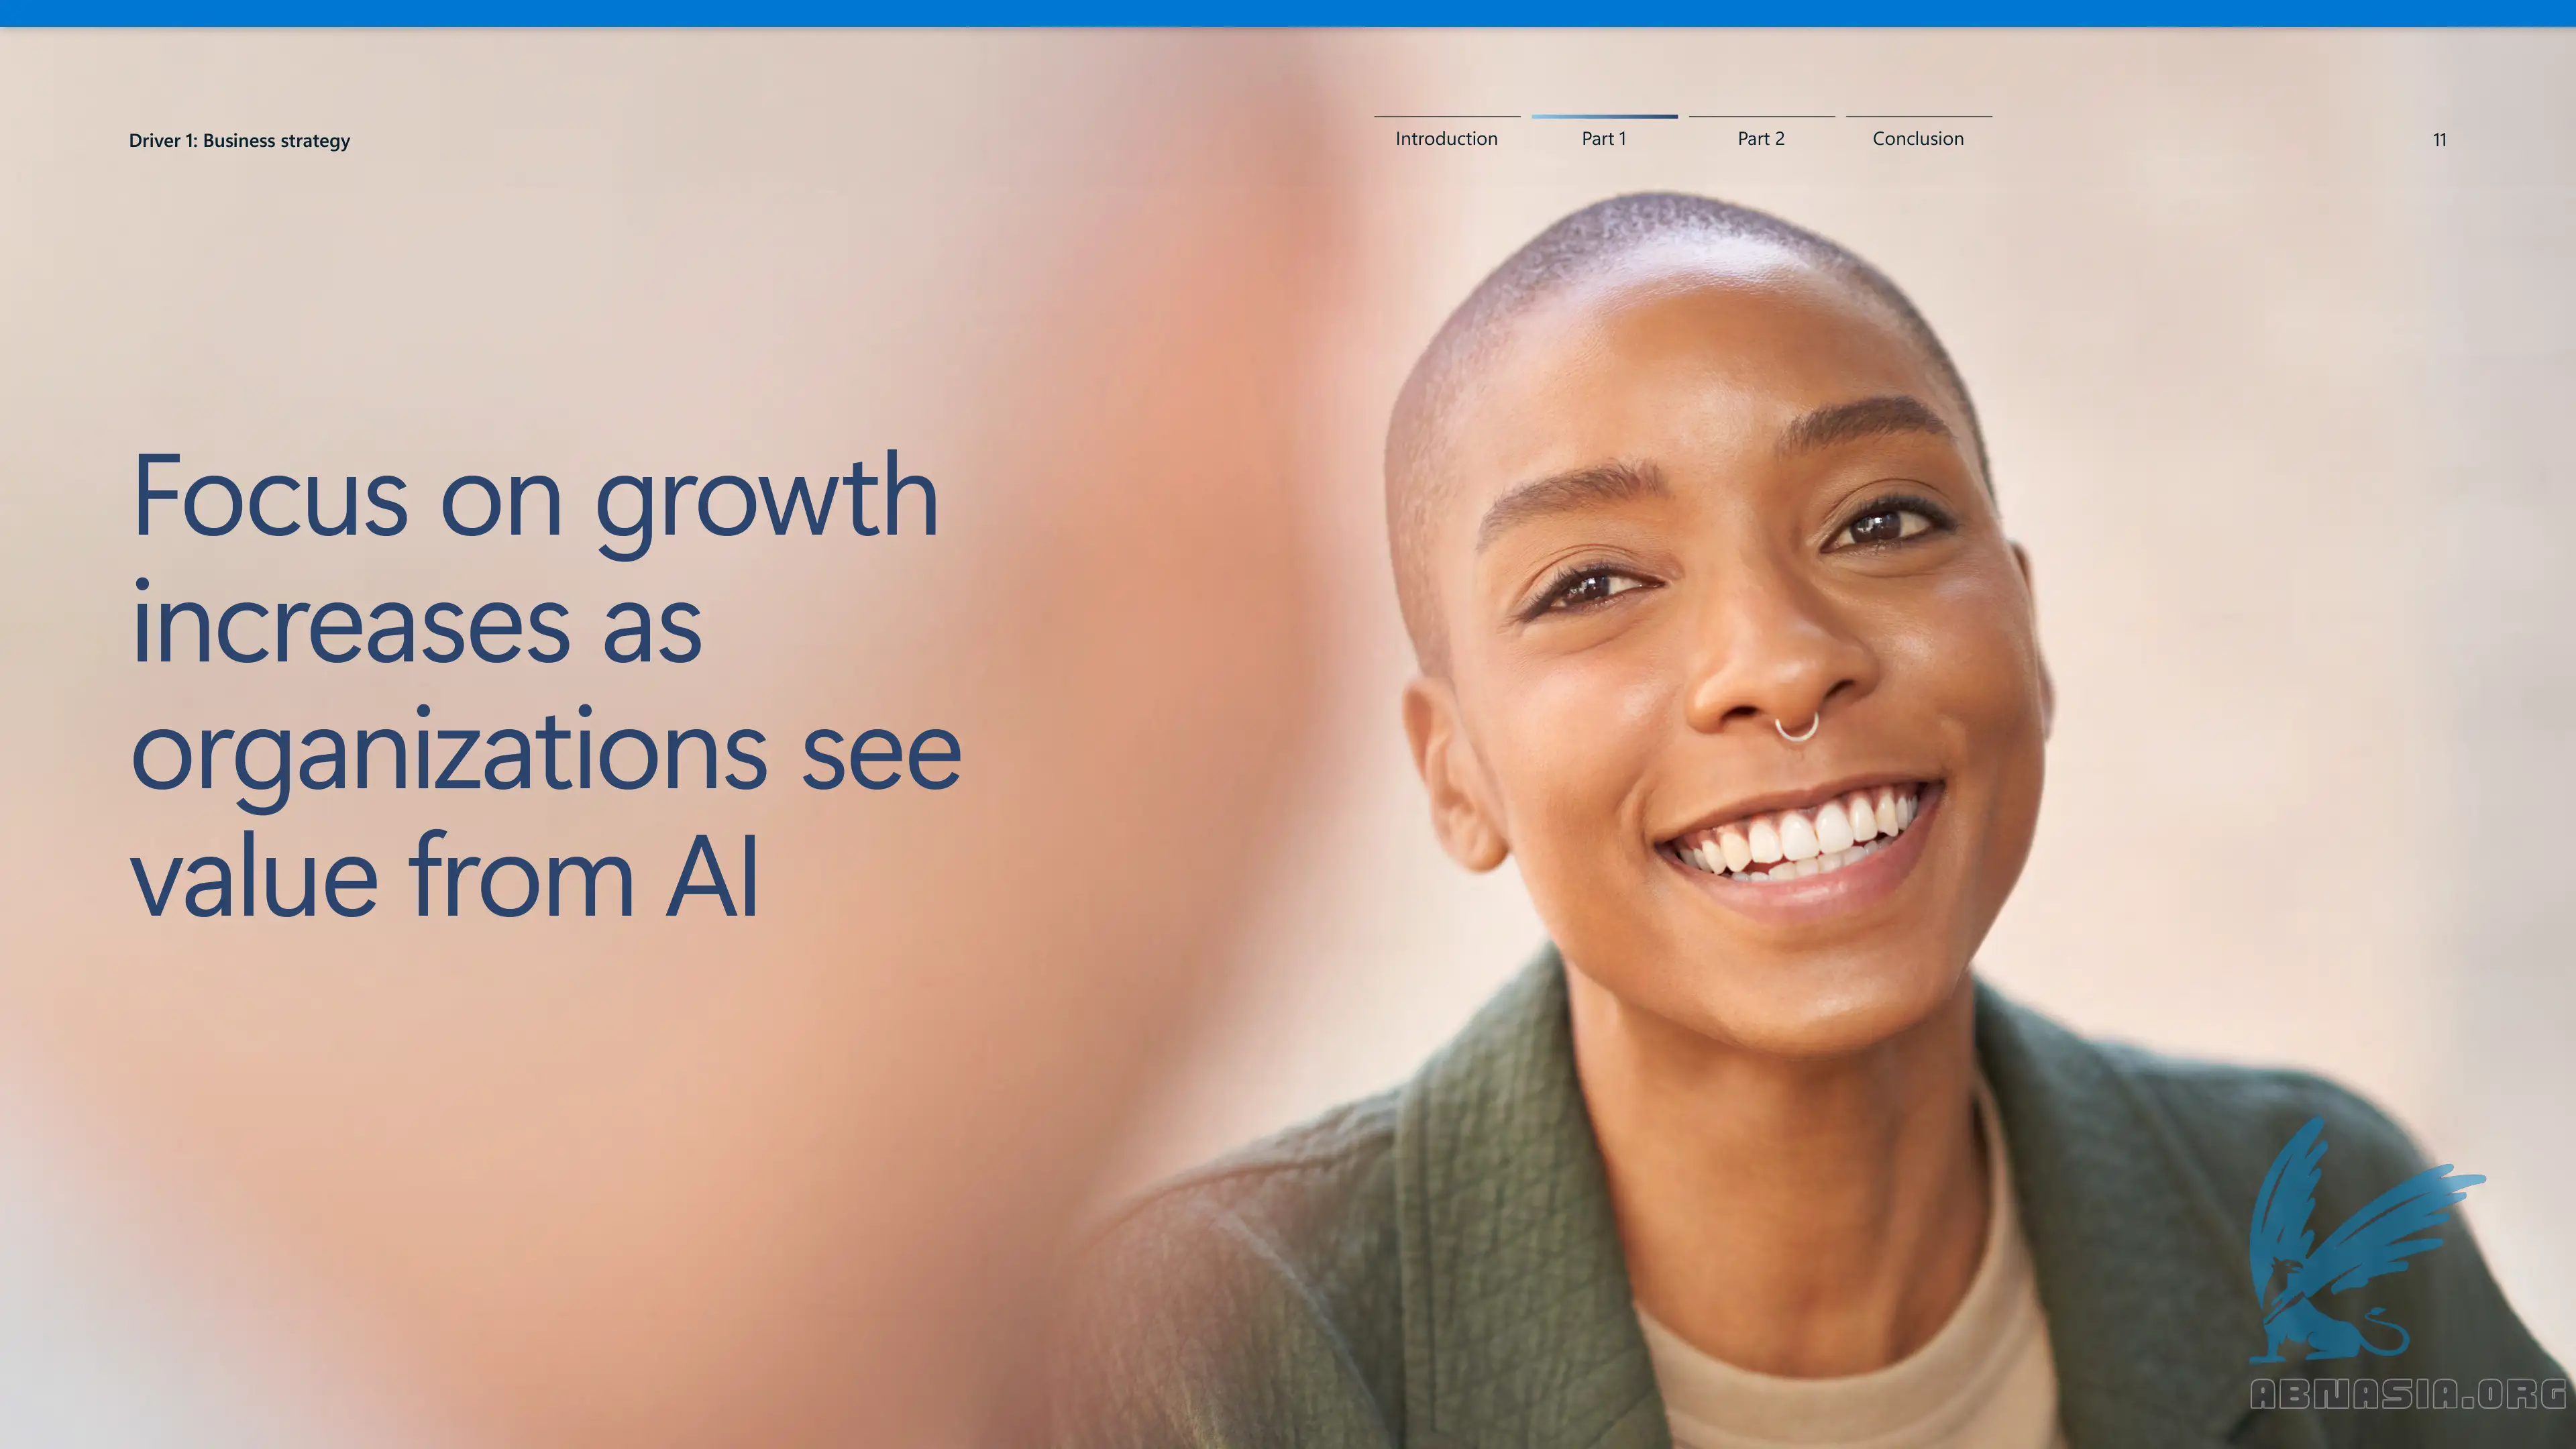 Driver 1: Business strategy
Introduction
Part 1
Part 2
Conclusion
11
Focus on growth
increases as
organizations see
value from AI
ABNASIA.ORG